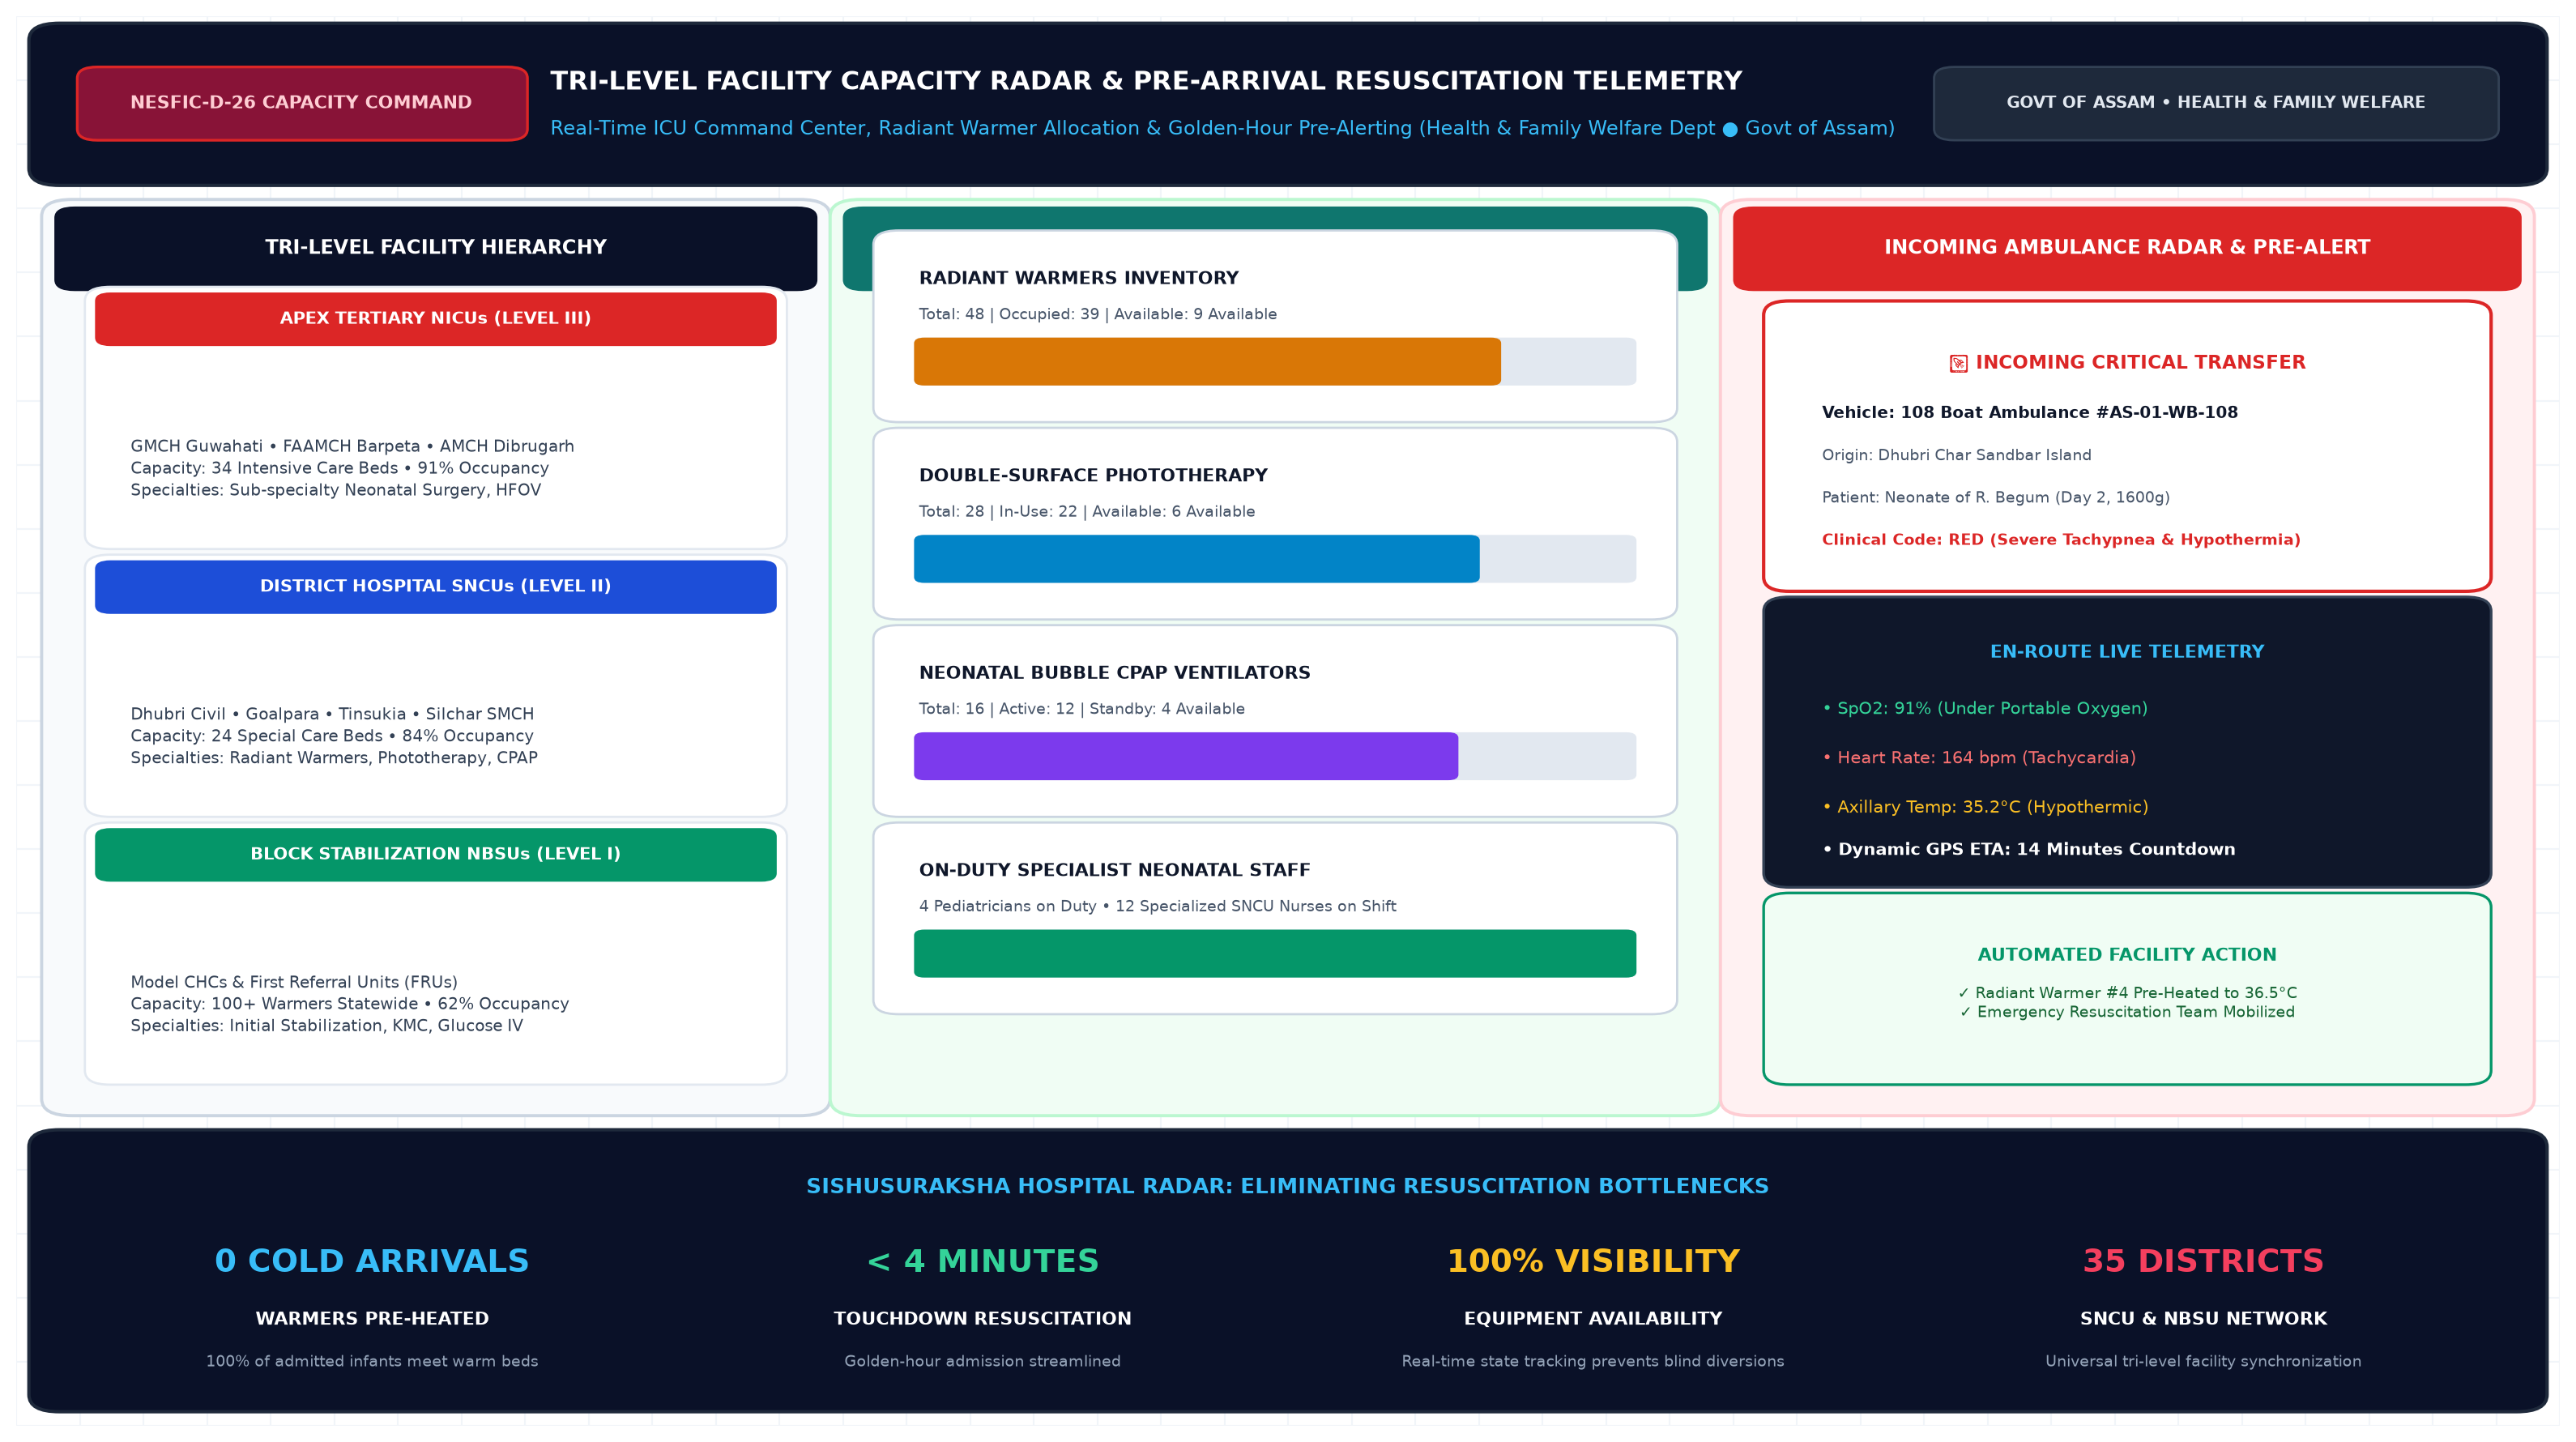 NESFIC-D-26 CAPACITY COMMAND
TRI-LEVEL FACILITY CAPACITY RADAR & PRE-ARRIVAL RESUSCITATION TELEMETRY
Real-Time ICU Command Center, Radiant Warmer Allocation & Golden-Hour Pre-Alerting (Health & Family Welfare Dept ● Govt of Assam)
GOVT OF ASSAM • HEALTH & FAMILY WELFARE
TRI-LEVEL FACILITY HIERARCHY
APEX TERTIARY NICUs (LEVEL III)
GMCH Guwahati • FAAMCH Barpeta • AMCH Dibrugarh
Capacity: 34 Intensive Care Beds • 91% Occupancy
Specialties: Sub-specialty Neonatal Surgery, HFOV
DISTRICT HOSPITAL SNCUs (LEVEL II)
Dhubri Civil • Goalpara • Tinsukia • Silchar SMCH
Capacity: 24 Special Care Beds • 84% Occupancy
Specialties: Radiant Warmers, Phototherapy, CPAP
BLOCK STABILIZATION NBSUs (LEVEL I)
Model CHCs & First Referral Units (FRUs)
Capacity: 100+ Warmers Statewide • 62% Occupancy
Specialties: Initial Stabilization, KMC, Glucose IV
RADIANT WARMERS INVENTORY
Total: 48 | Occupied: 39 | Available: 9 Available
DOUBLE-SURFACE PHOTOTHERAPY
Total: 28 | In-Use: 22 | Available: 6 Available
NEONATAL BUBBLE CPAP VENTILATORS
Total: 16 | Active: 12 | Standby: 4 Available
ON-DUTY SPECIALIST NEONATAL STAFF
4 Pediatricians on Duty • 12 Specialized SNCU Nurses on Shift
INCOMING AMBULANCE RADAR & PRE-ALERT
🚀 INCOMING CRITICAL TRANSFER
Vehicle: 108 Boat Ambulance #AS-01-WB-108
Origin: Dhubri Char Sandbar Island
Patient: Neonate of R. Begum (Day 2, 1600g)
Clinical Code: RED (Severe Tachypnea & Hypothermia)
EN-ROUTE LIVE TELEMETRY
• SpO2: 91% (Under Portable Oxygen)
• Heart Rate: 164 bpm (Tachycardia)
• Axillary Temp: 35.2°C (Hypothermic)
• Dynamic GPS ETA: 14 Minutes Countdown
AUTOMATED FACILITY ACTION
✓ Radiant Warmer #4 Pre-Heated to 36.5°C
✓ Emergency Resuscitation Team Mobilized
SISHUSURAKSHA HOSPITAL RADAR: ELIMINATING RESUSCITATION BOTTLENECKS
0 COLD ARRIVALS
WARMERS PRE-HEATED
100% of admitted infants meet warm beds
< 4 MINUTES
TOUCHDOWN RESUSCITATION
Golden-hour admission streamlined
100% VISIBILITY
EQUIPMENT AVAILABILITY
Real-time state tracking prevents blind diversions
35 DISTRICTS
SNCU & NBSU NETWORK
Universal tri-level facility synchronization